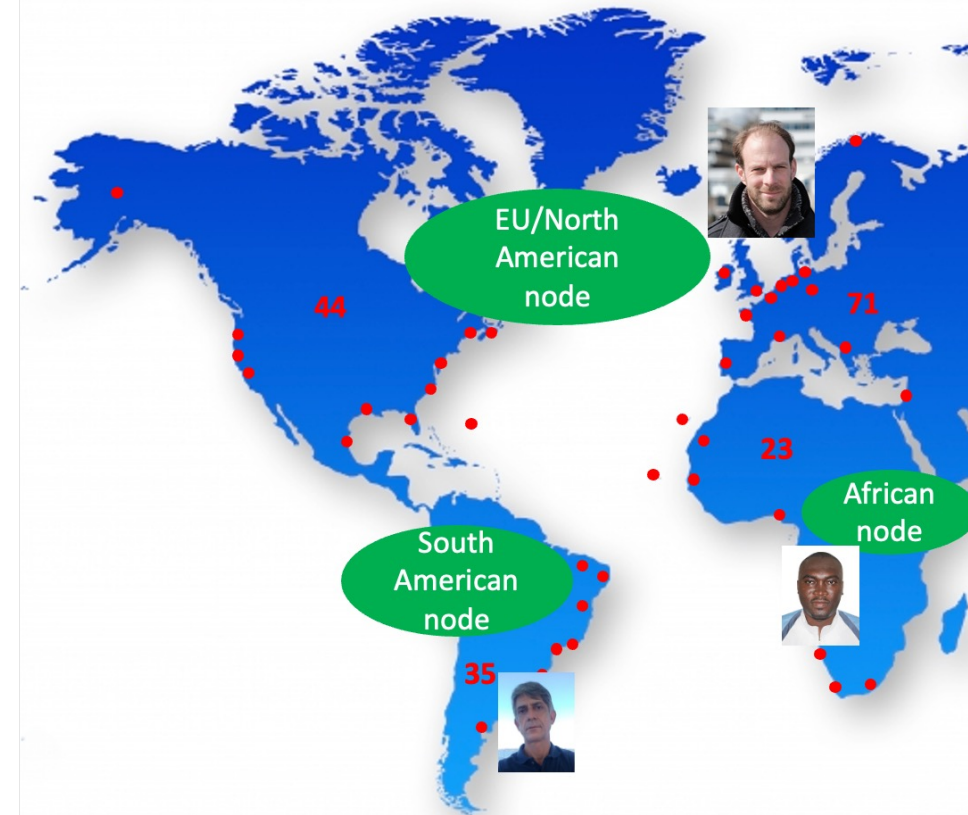 EU/North
American
node
44
71
23
African
node
South
American
node
35